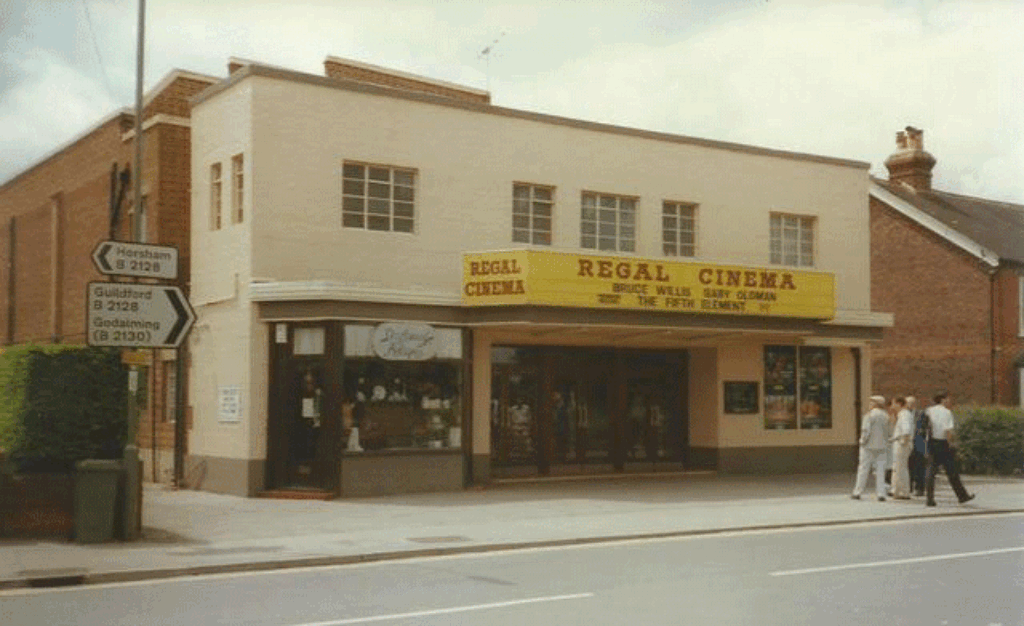 Horsham
B 2128
Guildford
B 2128
Godalming
(B 2130)
REGAL
CINEMA
REGAL CINEMA
BRUCE WILLIS GARY OLDMAN
THE FIFTH ELEMENT